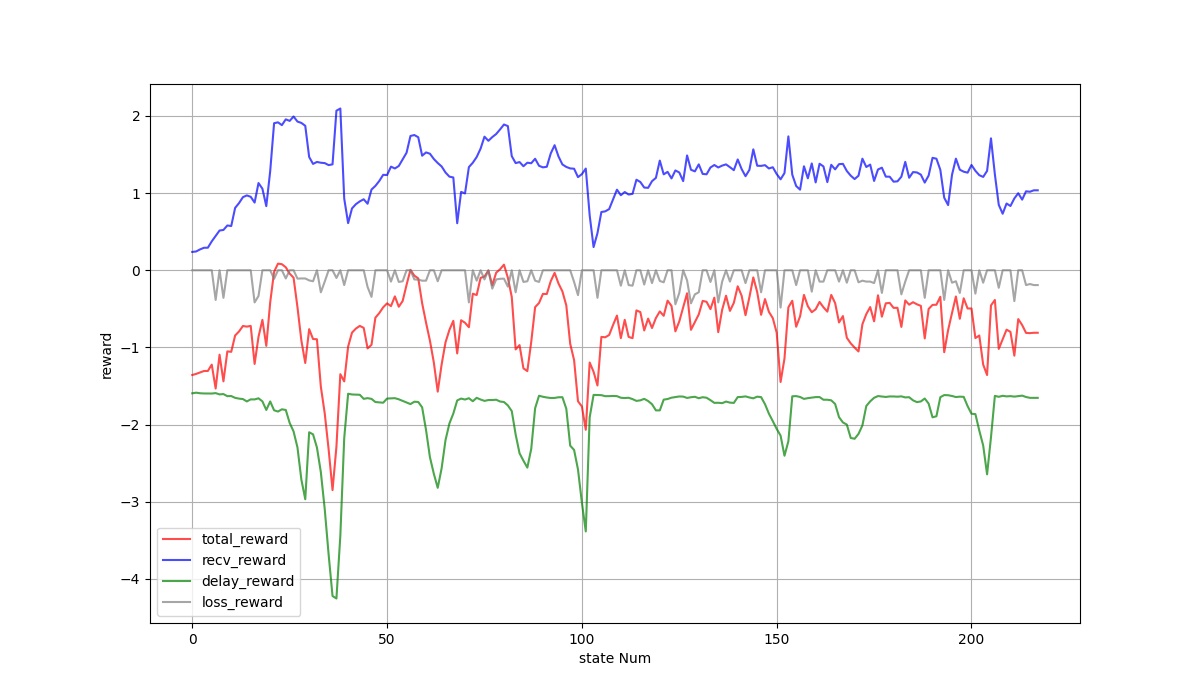 2
1
0
−1
−2
−3
−4
reward
total_reward
recv_reward
delay_reward
loss_reward
0 50 100 150 200
state Num